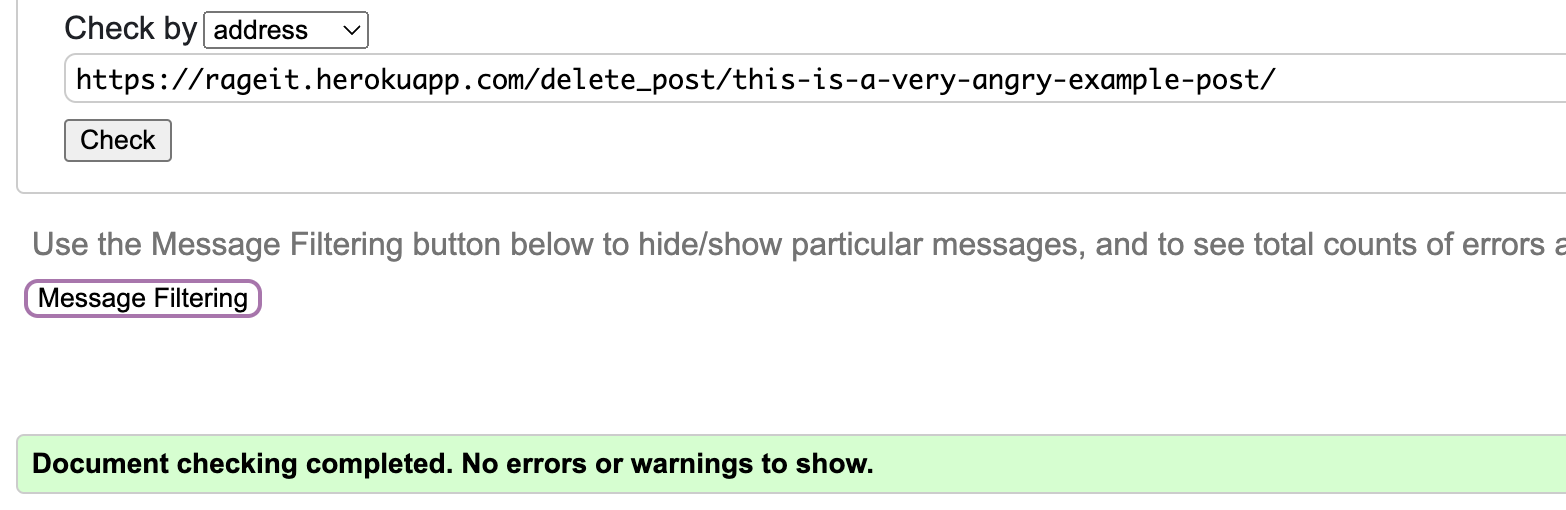 Check by address
https://rageit.herokuapp.com/delete_post/this-is-a-very-angry-example-post/
Check
Use the Message Filtering button below to hide/show particular messages, and to see total counts of errors
Message Filtering
Document checking completed. No errors or warnings to show.